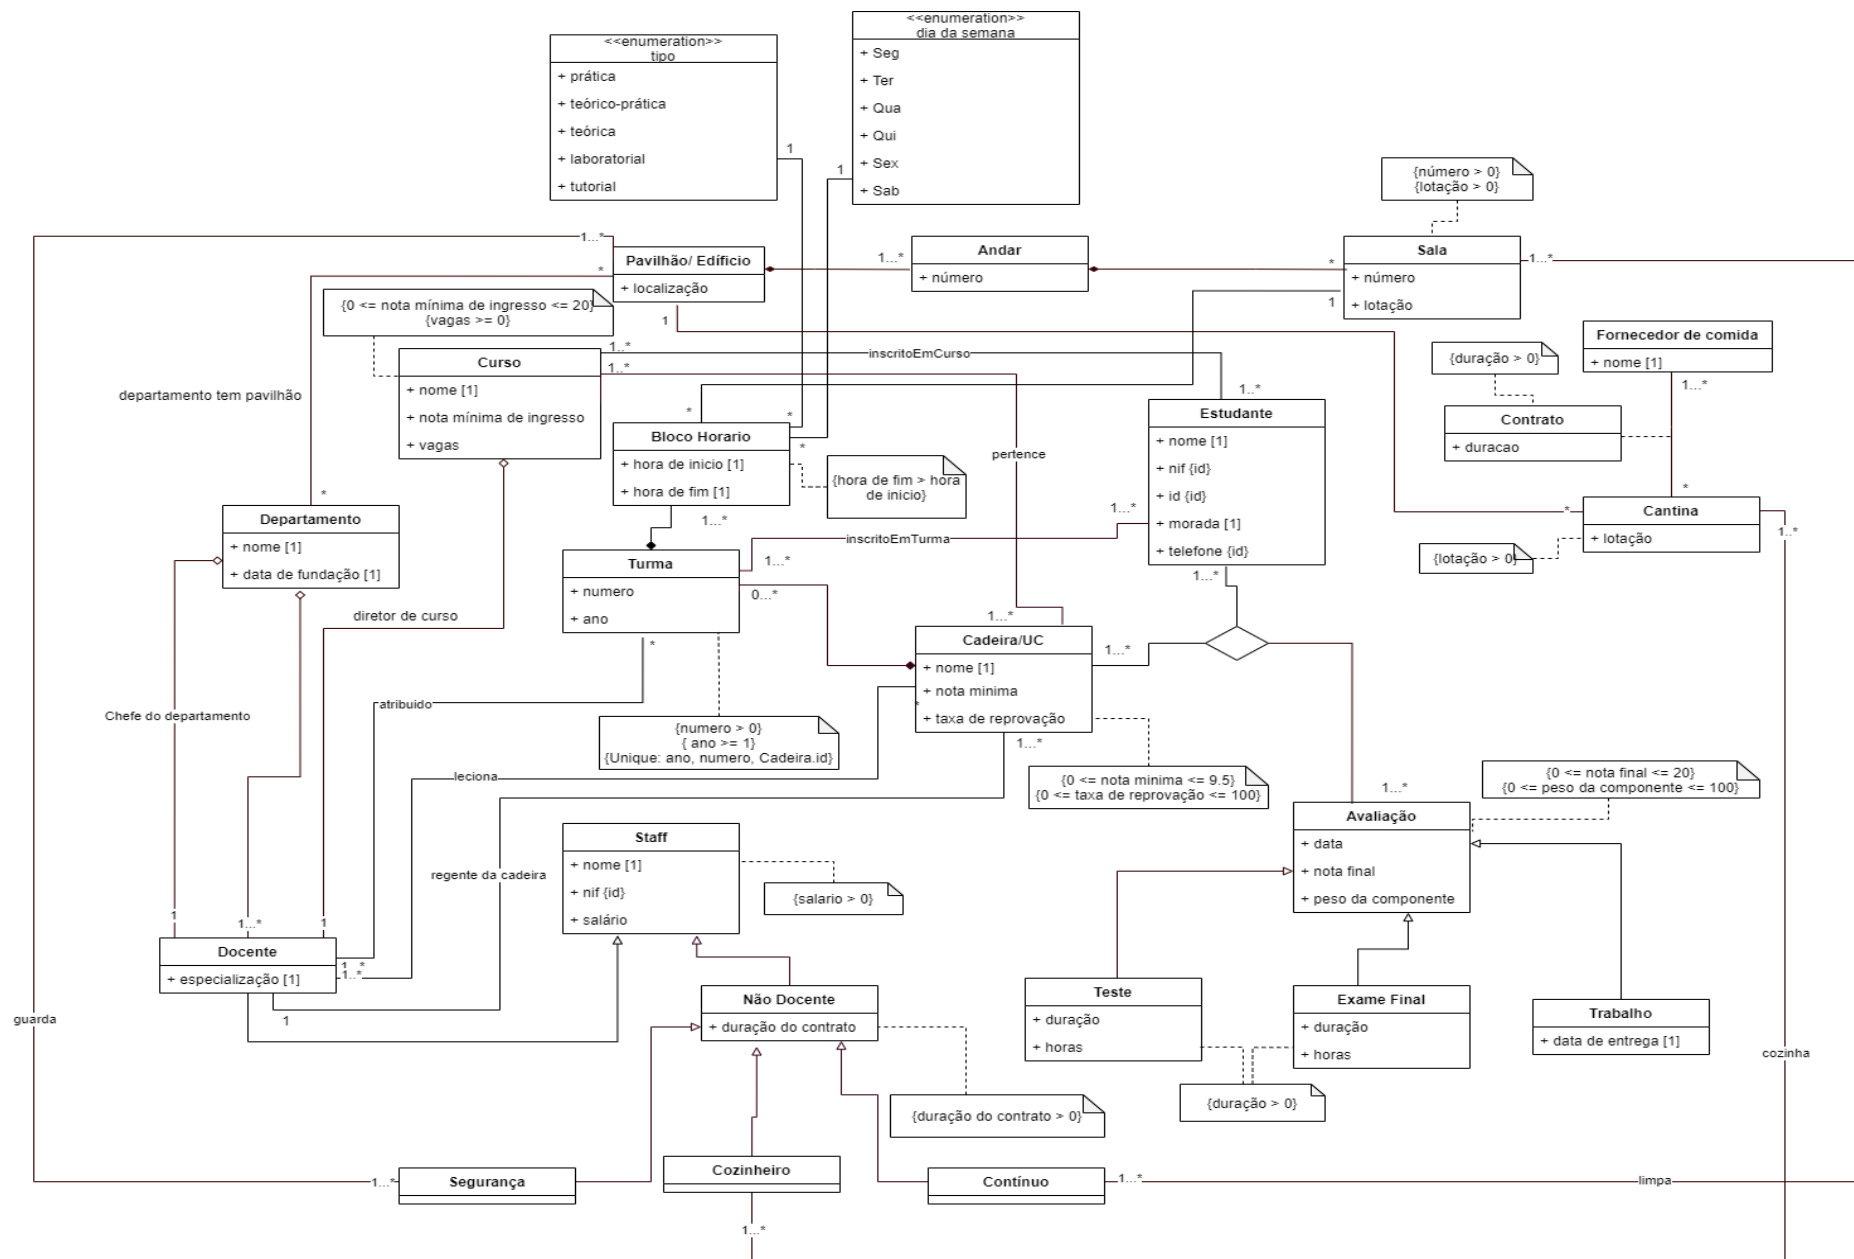 <<enumeration>>
dia da semana
+ Seg
+ Ter
+ Qua
+ Qui
+ Sex
+ Sab
1
<<enumeration>>
tipo
+ prática
+ teórico-prática
+ teórica
+ laboratorial
+ tutorial
1
{número > 0}
{lotação > 0}
1...*
Pavilhão/ Edíficio
+ localização
*
1
1...*
Andar
+ número
*
Sala
+ número
+ lotação
1...*
1
{0 <= nota mínima de ingresso <= 20}
{vagas >= 0}
departamento tem pavilhão
Curso
+ nome [1]
+ nota mínima de ingresso
+ vagas
1..*
1..*
inscritoEmCurso
1..*
pertence
Fornecedor de comida
+ nome [1]
1...*
{duração > 0}
Contrato
+ duracao
*
*
*
Bloco Horario
+ hora de inicio [1]
+ hora de fim [1]
1...*
{hora de fim > hora
de inicio}
Estudante
+ nome [1]
+ nif {id}
+ id {id}
+ morada [1]
+ telefone {id}
1...*
1...*
inscritoEmTurma
*
*
Cantina
+ lotação
1..*
{lotação > 0}
*
Departamento
+ nome [1]
+ data de fundação [1]
Turma
+ numero
+ ano
1...*
0...*
*
diretor de curso
1...*
Cadeira/UC
+ nome [1]
+ nota minima
+ taxa de reprovação
1...*
*
1...*
Chefe do departamento
atribuido
{numero > 0}
{ ano >= 1}
{Unique: ano, numero, Cadeira.id}
leciona
{0 <= nota minima <= 9.5}
{0 <= taxa de reprovação <= 100}
{0 <= nota final <= 20}
{0 <= peso da componente <= 100}
1...*
Avaliação
+ data
+ nota final
+ peso da componente
Staff
+ nome [1]
+ nif {id}
+ salário
{salario > 0}
regente da cadeira
1
1...*
1
Docente
+ especialização [1]
1..*
1..*
1
Não Docente
+ duração do contrato
Teste
+ duração
+ horas
Exame Final
+ duração
+ horas
Trabalho
+ data de entrega [1]
guarda
cozinha
{duração do contrato > 0}
{duração > 0}
1...*
Segurança
Cozinheiro
1...*
Contínuo
1...*
limpa